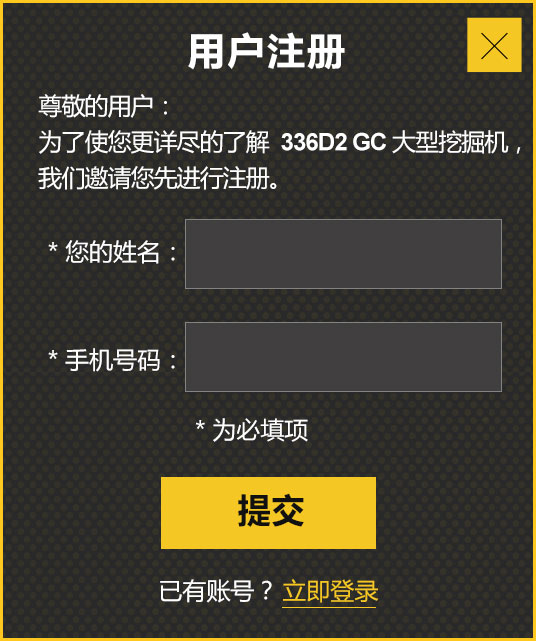 用户注册
尊敬的用户：
为了使您更详尽的了解 336D2 GC 大型挖掘机，
我们邀请您先进行注册。
* 您的姓名：
* 手机号码：
* 为必填项
提交
已有账号？立即登录